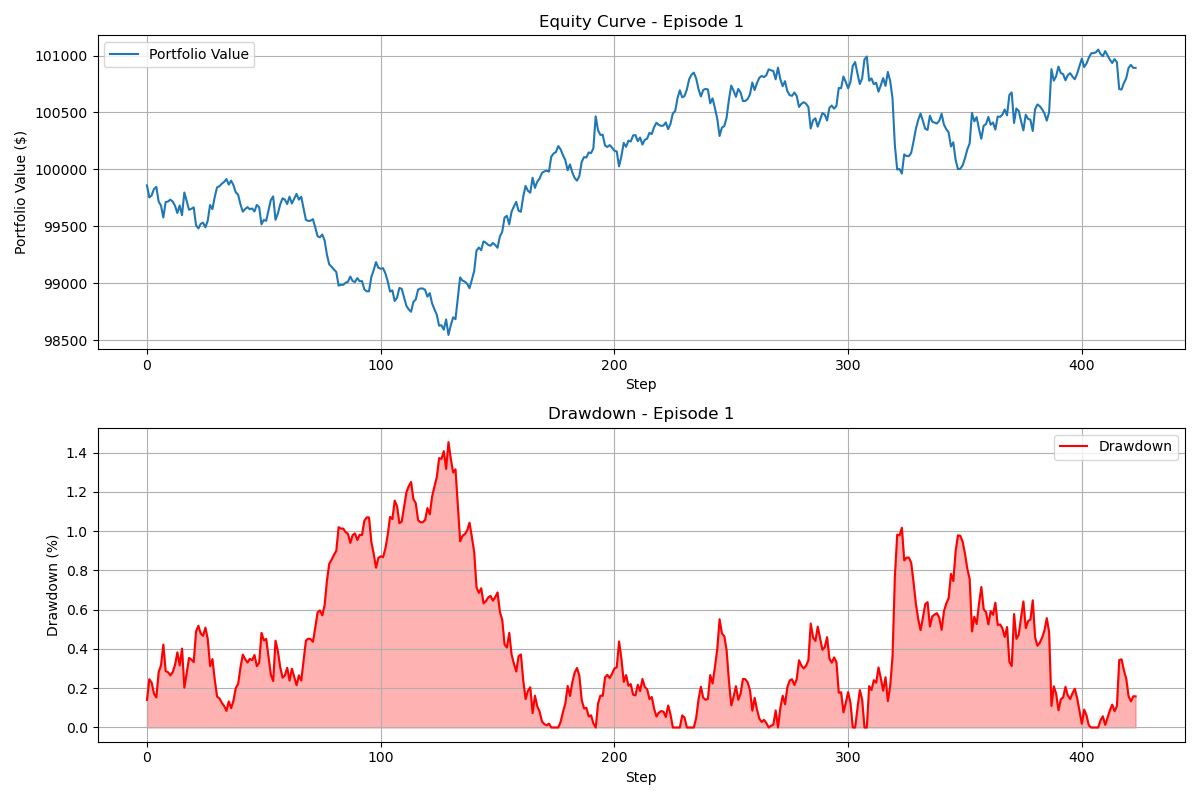 Equity Curve - Episode 1
Portfolio Value ($)
101000
100500
100000
99500
99000
98500
Portfolio Value
0 100 200 300 400
Step
Drawdown - Episode 1
Drawdown (%)
1.4
1.2
1.0
0.8
0.6
0.4
0.2
0.0
Drawdown
0 100 200 300 400
Step